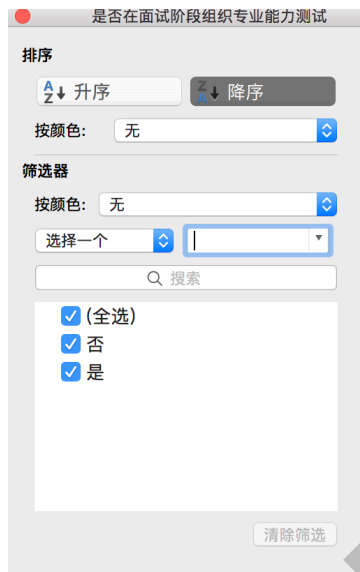 是否在面试阶段组织专业能力测试
排序
升序 降序
按颜色: 无
筛选器
按颜色: 无
选择一个
搜索
(全选)
否
是
清除筛选